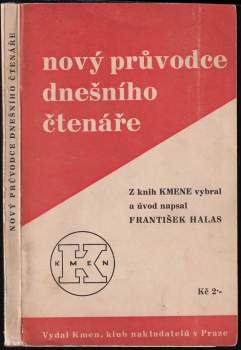 NOVÝ PRŮVODCE DNEŠNÍHO ČTENÁŘE
nový průvodce
dnešního
čtenáře
Z knih KMENE vybral
a úvod napsal
FRANTIŠEK HALAS
K
KMEN
Kč 2·-
Vydal Kmen, klub nakladatelů v Praze